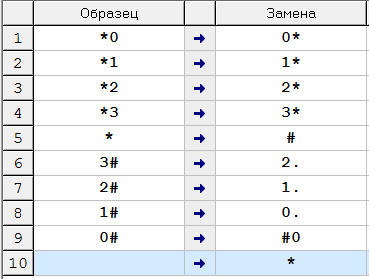 Образец Замена
1 *0 → 0*
2 *1 → 1*
3 *2 → 2*
4 *3 → 3*
5 * → #
6 3# → 2.
7 2# → 1.
8 1# → 0.
9 0# → #0
10 → *